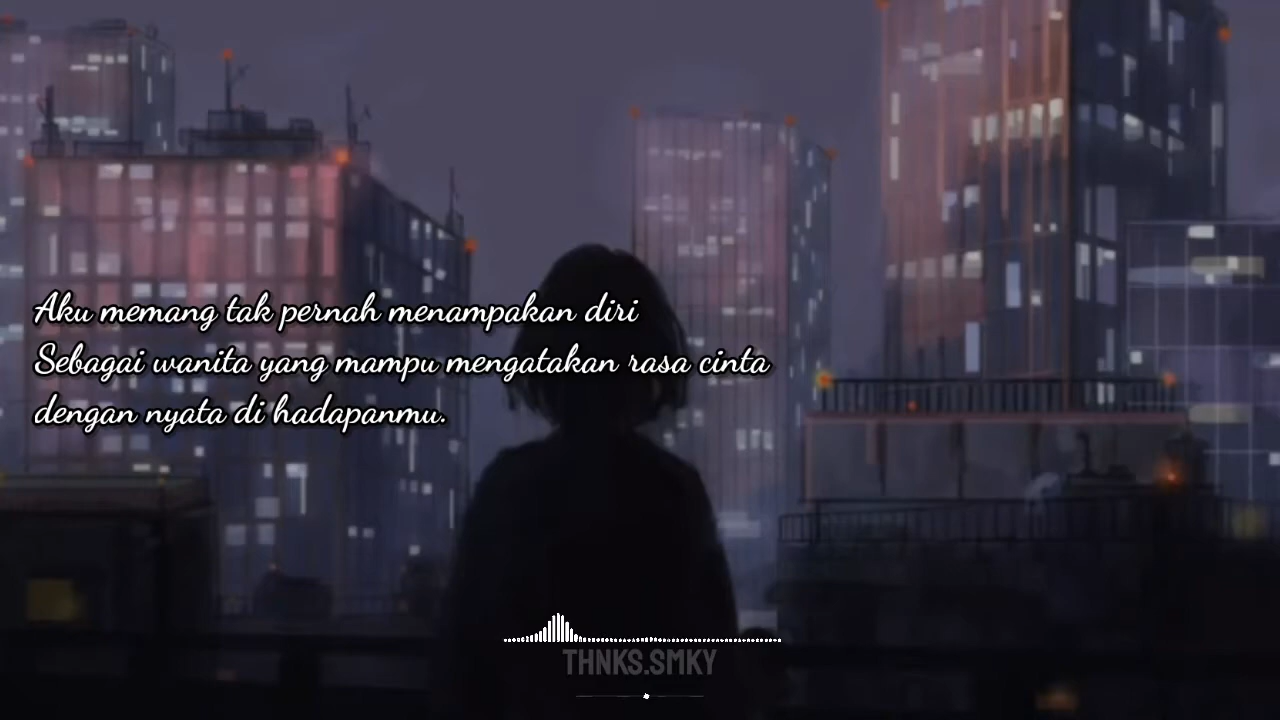 Aku memang tak pernah menampakan diri
Sebagai wanita yang mampu mengatakan rasa cinta
dengan nyata di hadapanmu.
THNKS.SMKY